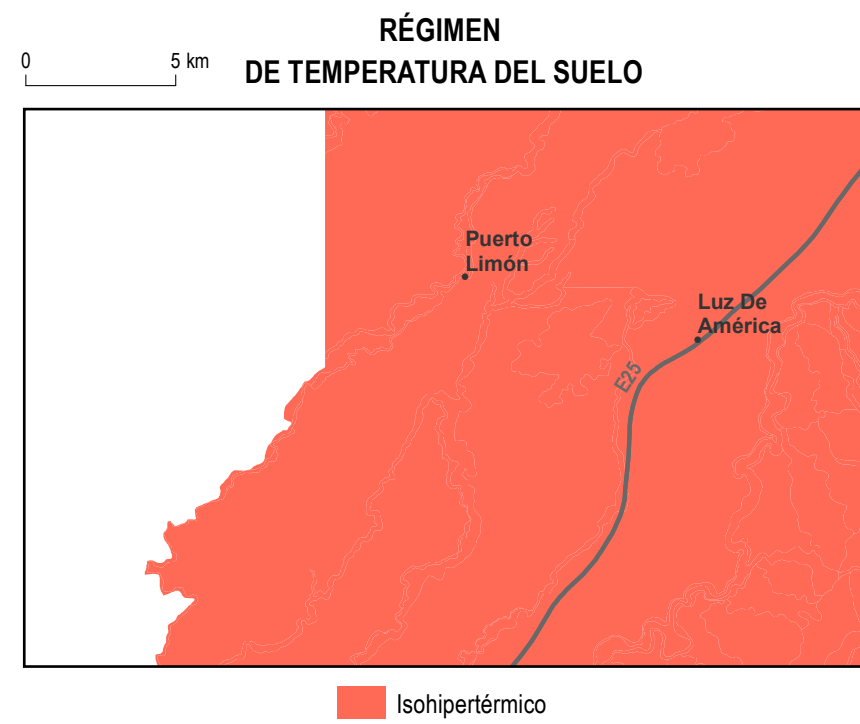 RÉGIMEN
DE TEMPERATURA DEL SUELO
0 5 km
Puerto
Limón
Luz De
América
E25
Isohipertérmico